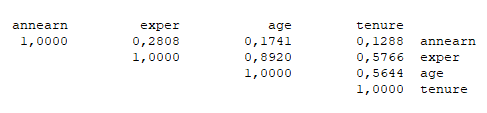 annearn exper age tenure
1,0000 0,2808 0,1741 0,1288 annearn
1,0000 0,8920 0,5766 exper
1,0000 0,5644 age
1,0000 tenure